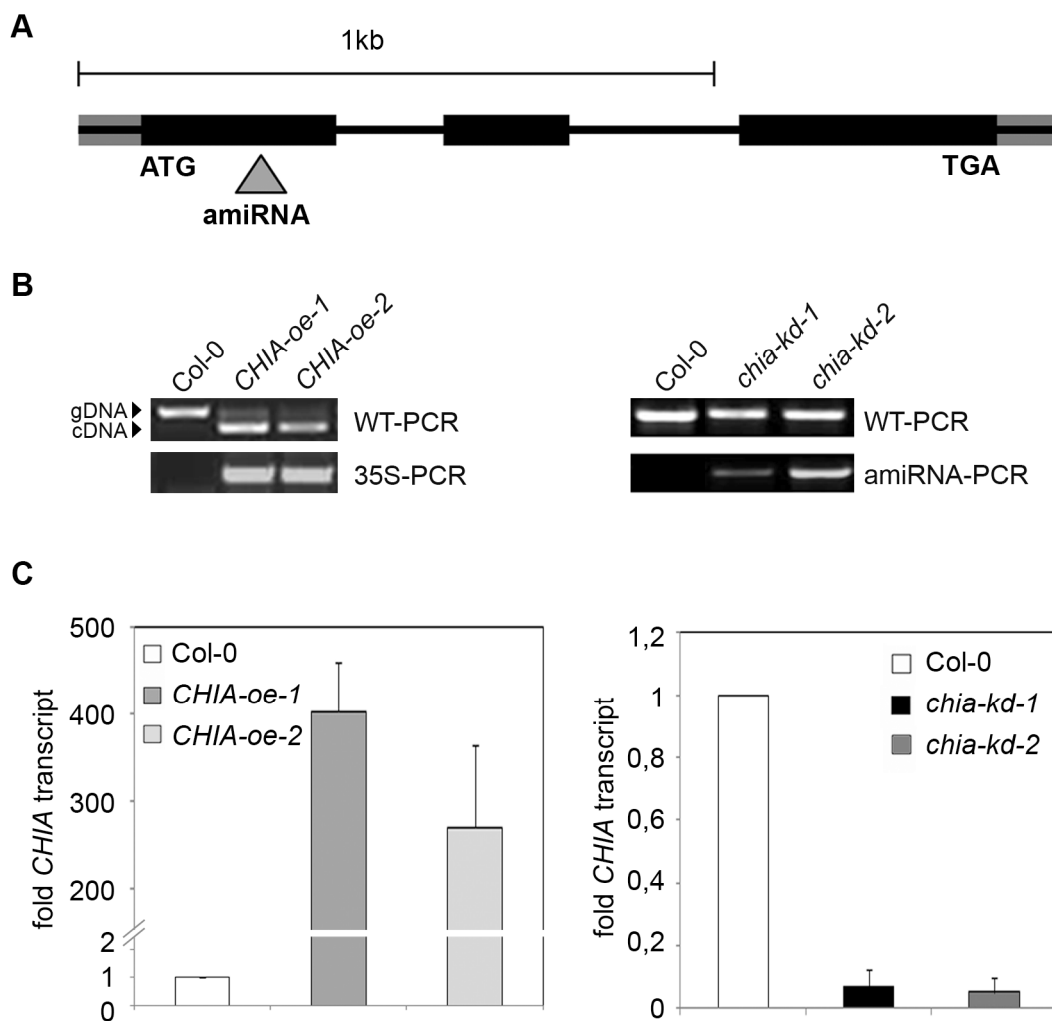 A
1kb
ATG
TGA
amiRNA
B
Col-0
CHIA-oe-1
CHIA-oe-2
gDNA
cDNA
WT-PCR
35S-PCR
Col-0
chia-kd-1
chia-kd-2
WT-PCR
amiRNA-PCR
C
fold CHIA transcript
500
400
300
200
2
1
0
Col-0
CHIA-oe-1
CHIA-oe-2
fold CHIA transcript
1,2
1
0,8
0,6
0,4
0,2
0
Col-0
chia-kd-1
chia-kd-2